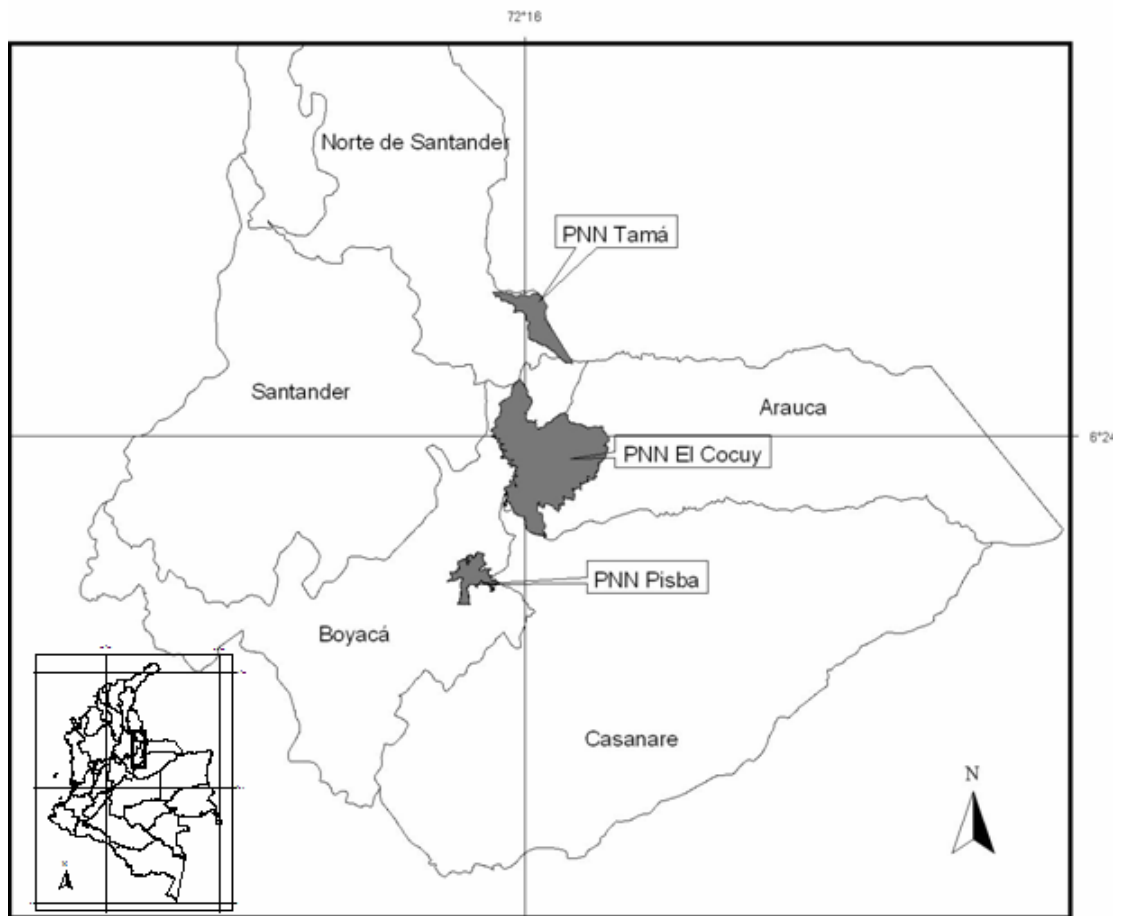 72°16
Norte de Santander
PNN Tamá
Santander
Arauca
6°24
PNN El Cocuy
PNN Pisba
Boyacá
Casanare
N